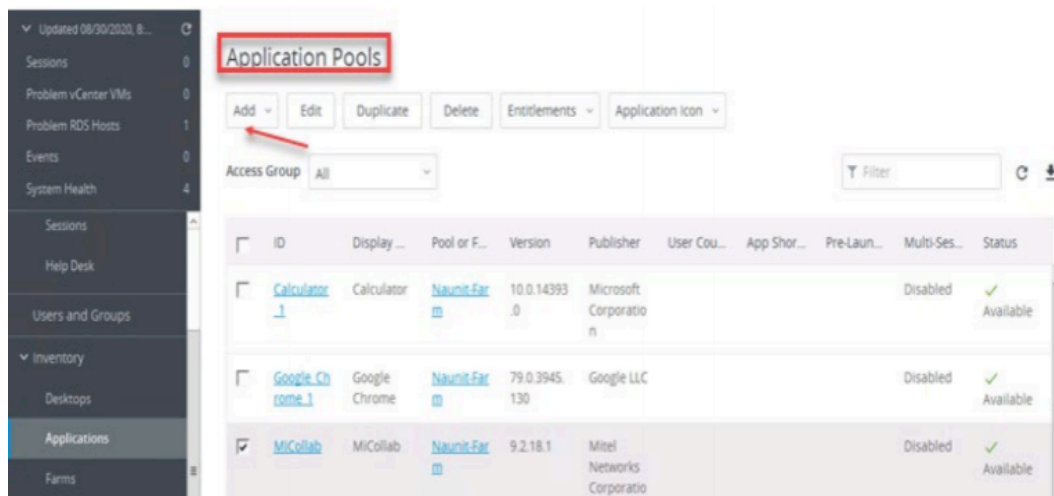 Updated 08/30/2020, 8:...
Sessions 0
Problem vCenter VMs 0
Problem RDS Hosts 1
Events 0
System Health 4
Sessions
Help Desk
Users and Groups
Inventory
Desktops
Applications
Farms
Application Pools
Add Edit Duplicate Delete Entitlements Application Icon
Access Group All Filter
ID Display ... Pool or F... Version Publisher User Cou... App Shor... Pre-Laun... Multi-Ses... Status
Calculator Calculator Naunit-Far 10.0.14393 Microsoft Disabled
_1 m .0 Corporatio Available
n
Google_Ch Google Naunit-Far 79.0.3945. Google LLC Disabled
rome_1 Chrome m 130 Available
MiCollab MiCollab Naunit-Far 9.2.18.1 Mitel Disabled
m Networks Available
Corporatio